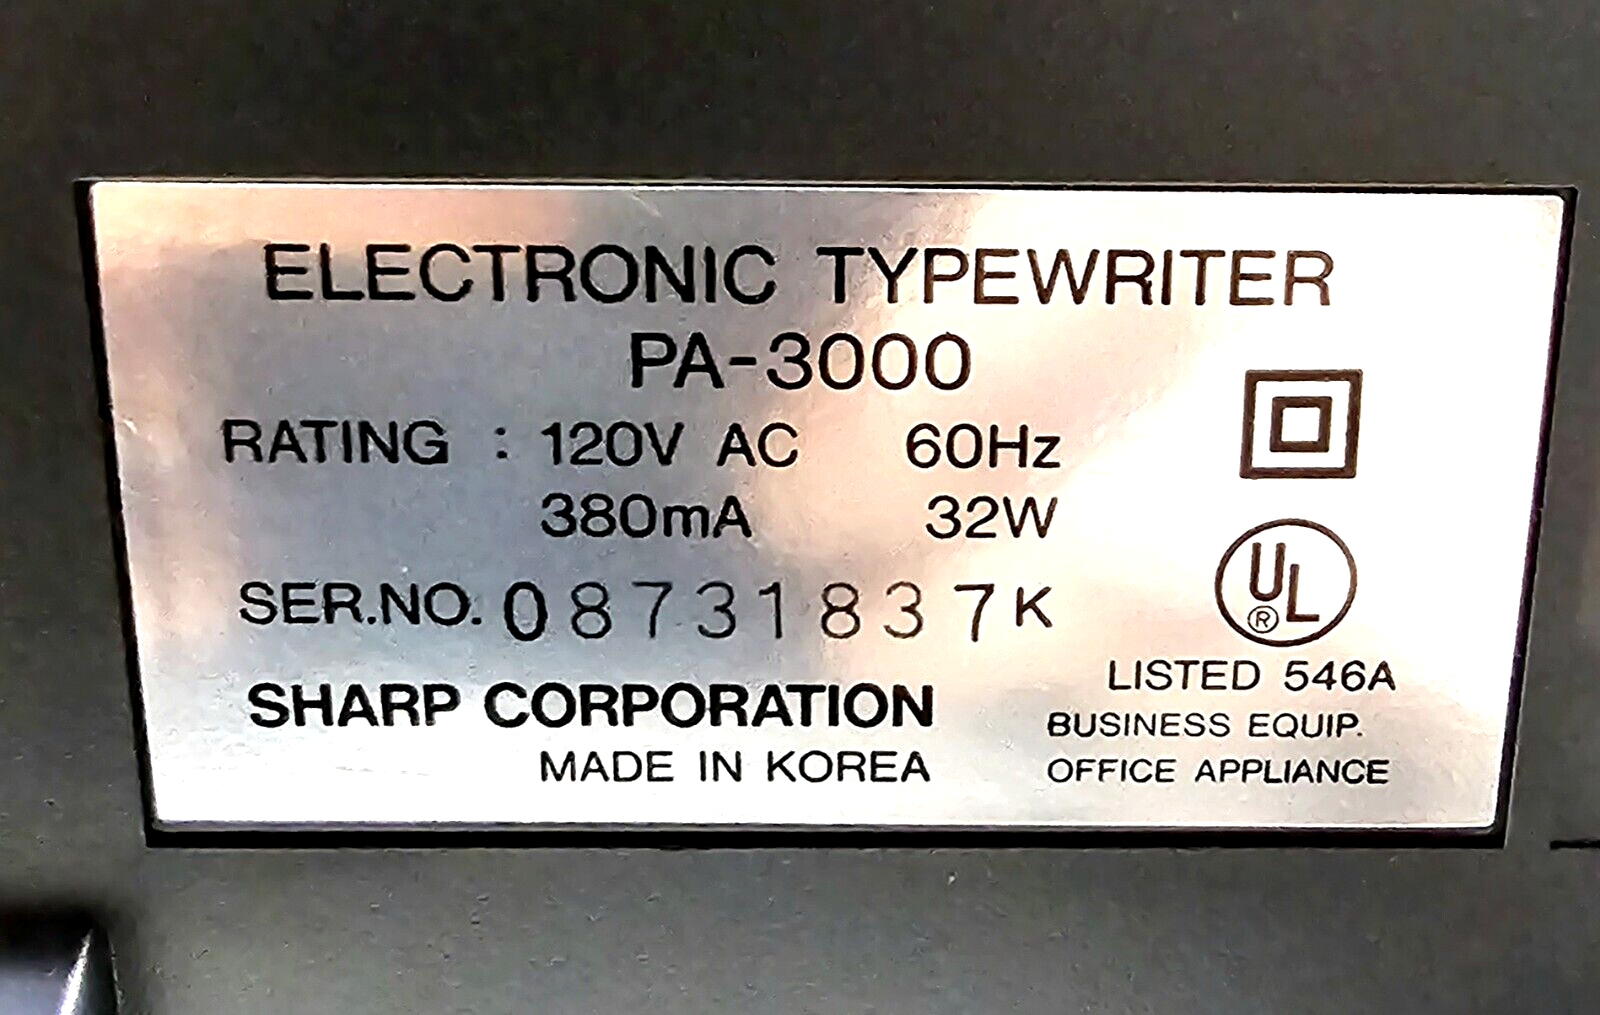 ELECTRONIC TYPEWRITER
PA-3000
RATING : 120V AC 60Hz
380mA 32W
SER.NO. 08731837K
SHARP CORPORATION
MADE IN KOREA
UL ®
LISTED 546A
BUSINESS EQUIP.
OFFICE APPLIANCE